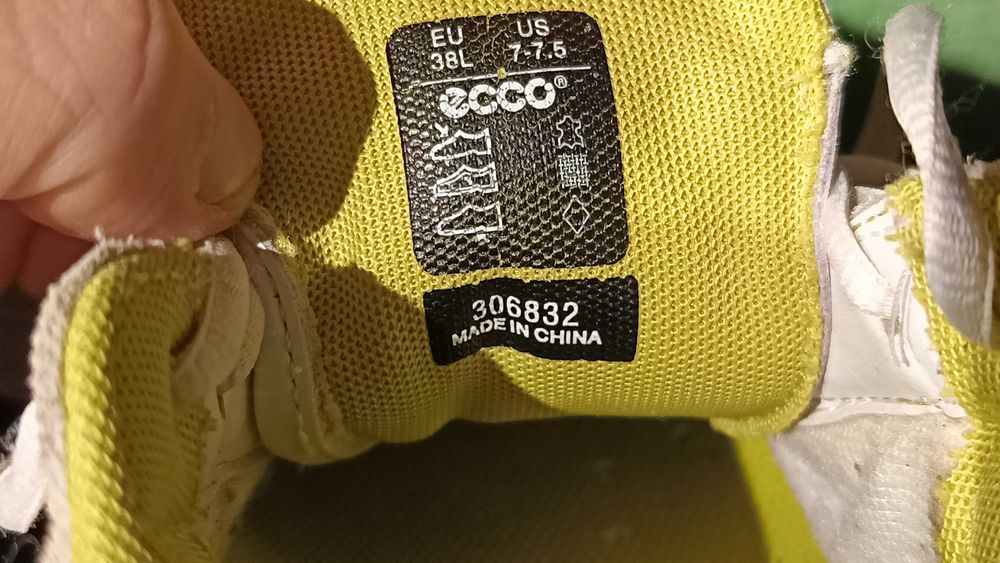 EU US
38L 7-7.5
ecco®
306832
MADE IN CHINA